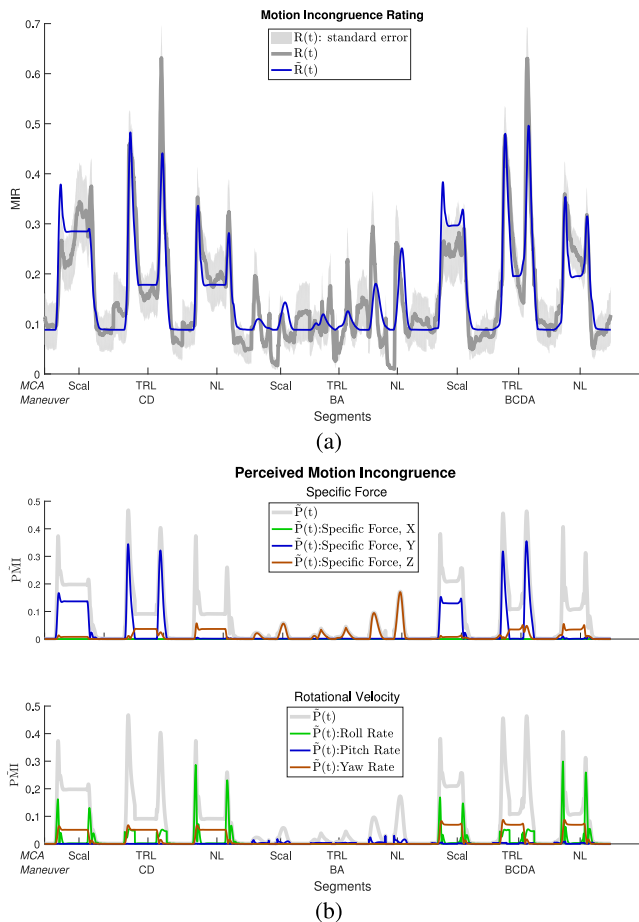 Motion Incongruence Rating
R(t): standard error
R(t)
R̃(t)
0.7
0.6
0.5
0.4
0.3
0.2
0.1
0
MIR
MCA Scal TRL NL Scal TRL NL Scal TRL NL
Maneuver CD BA BCDA
Segments
(a)
Perceived Motion Incongruence
Specific Force
P̃(t)
P̃(t):Specific Force, X
P̃(t):Specific Force, Y
P̃(t):Specific Force, Z
0.5
0.4
0.3
0.2
0.1
0
PM̃I
Rotational Velocity
P̃(t)
P̃(t):Roll Rate
P̃(t):Pitch Rate
P̃(t):Yaw Rate
0.5
0.4
0.3
0.2
0.1
0
PM̃I
MCA Scal TRL NL Scal TRL NL Scal TRL NL
Maneuver CD BA BCDA
Segments
(b)